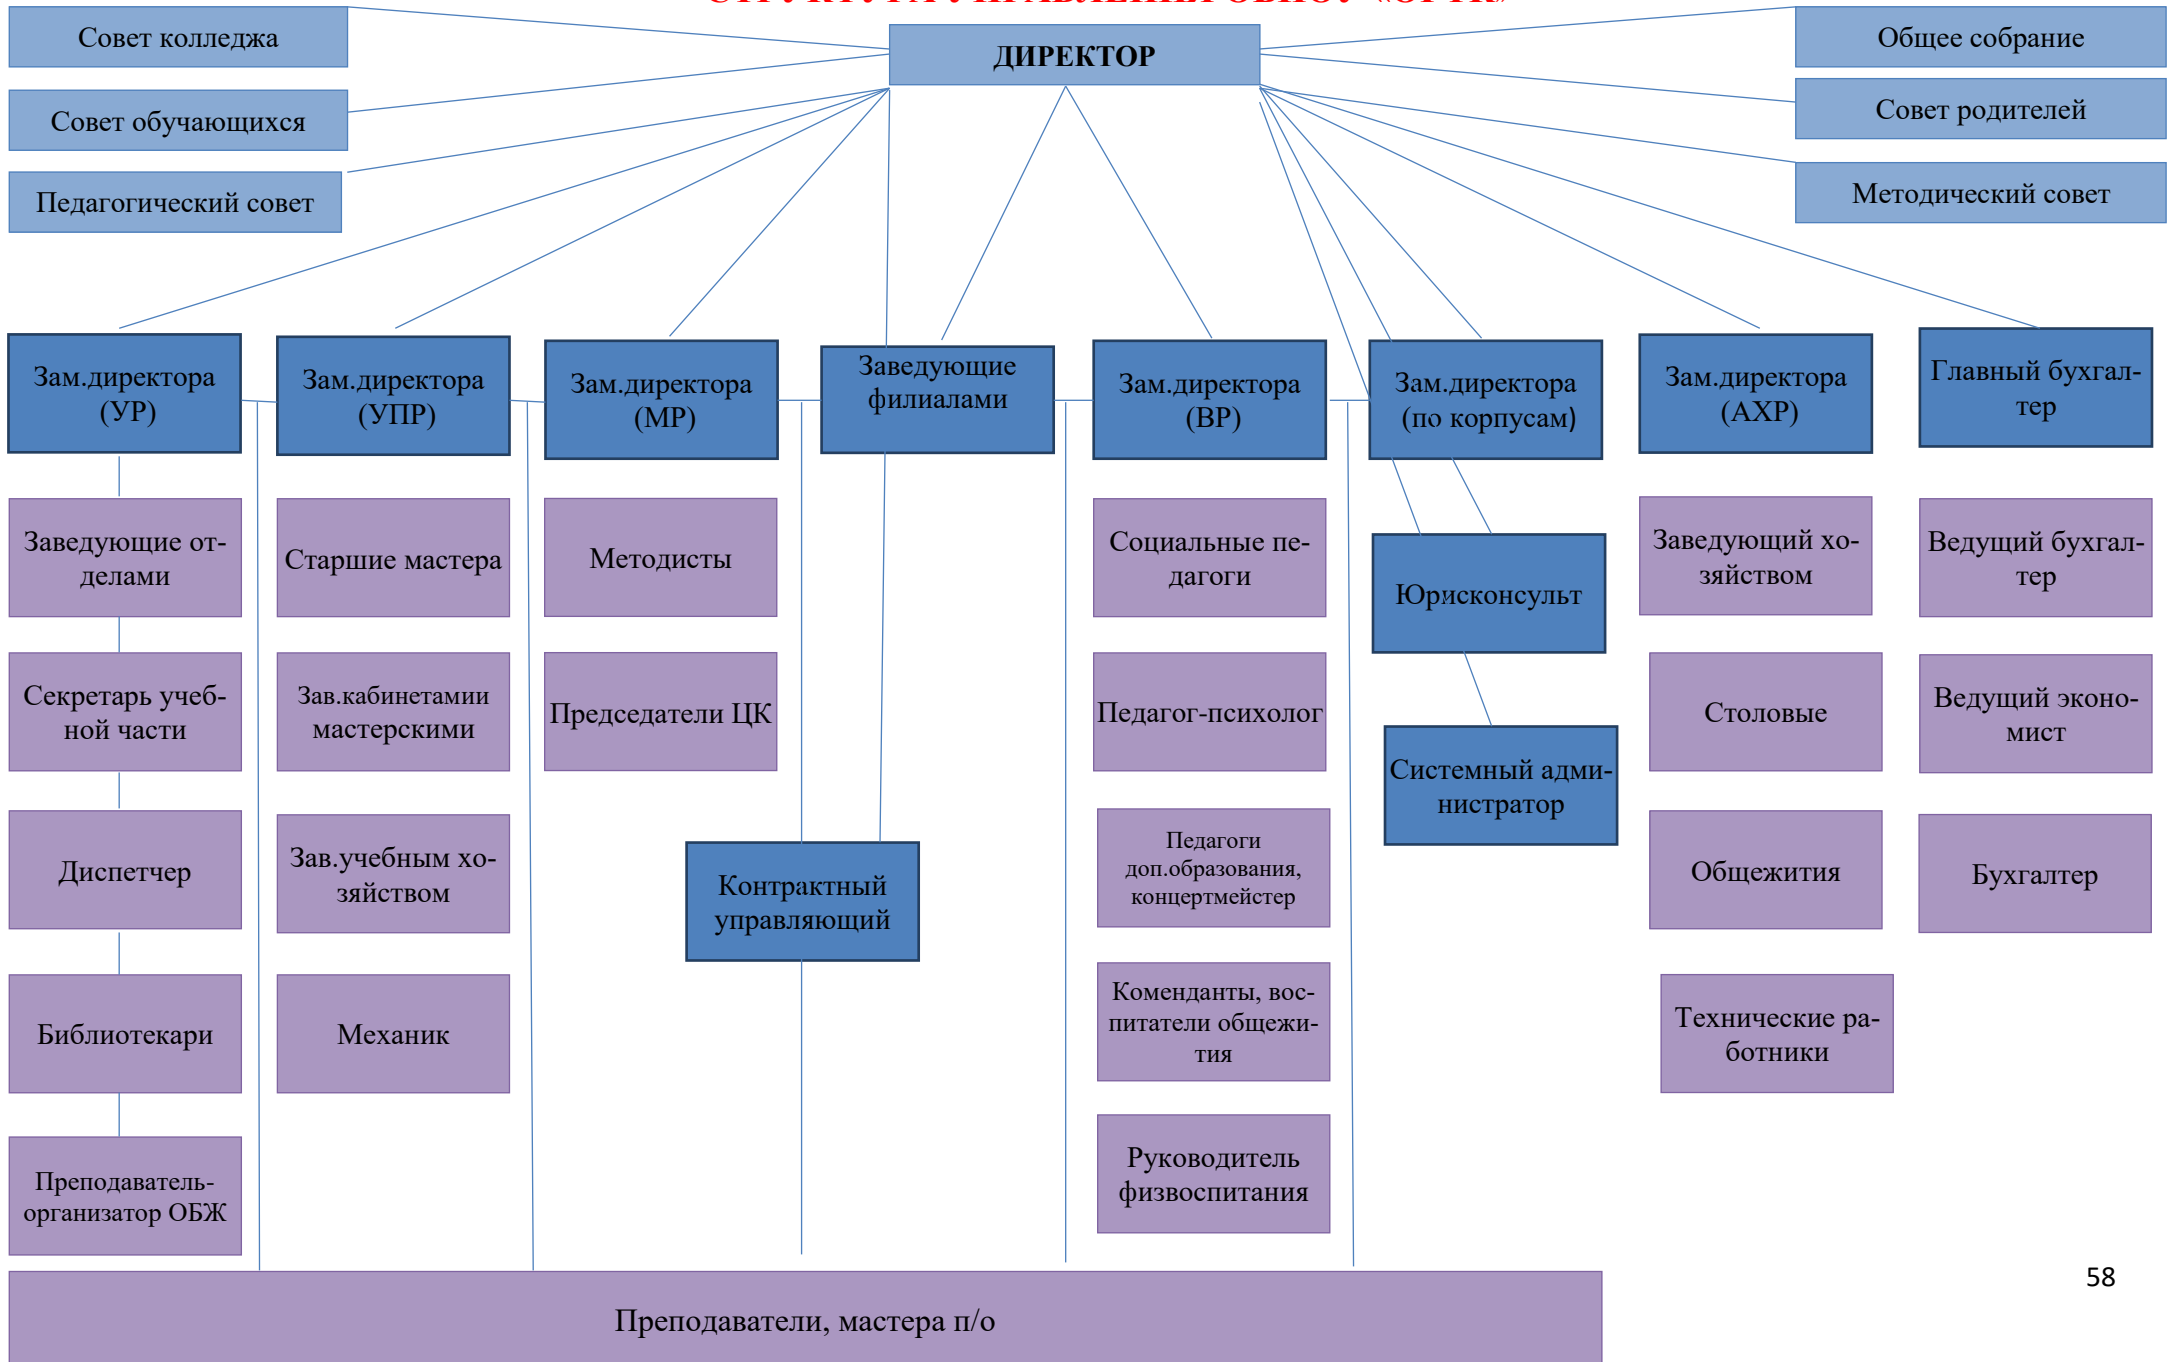 Совет колледжа
ДИРЕКТОР
Общее собрание
Совет обучающихся
Совет родителей
Педагогический совет
Методический совет
Зам.директора
(УР)
Зам.директора
(УПР)
Зам.директора
(МР)
Заведующие
филиалами
Зам.директора
(ВР)
Зам.директора
(по корпусам)
Зам.директора
(АХР)
Главный бухгал-
тер
Заведующие от-
делами
Старшие мастера
Методисты
Социальные пе-
дагоги
Юрисконсульт
Заведующий хо-
зяйством
Ведущий бухгал-
тер
Секретарь учеб-
ной части
Зав.кабинетамии
мастерскими
Председатели ЦК
Педагог-психолог
Системный адми-
нистратор
Столовые
Ведущий эконо-
мист
Диспетчер
Зав.учебным хо-
зяйством
Контрактный
управляющий
Педагоги
доп.образования,
концертмейстер
Общежития
Бухгалтер
Библиотекари
Механик
Коменданты, вос-
питатели общежи-
тия
Технические ра-
ботники
Преподаватель-
организатор ОБЖ
Руководитель
физвоспитания
Преподаватели, мастера п/о
58